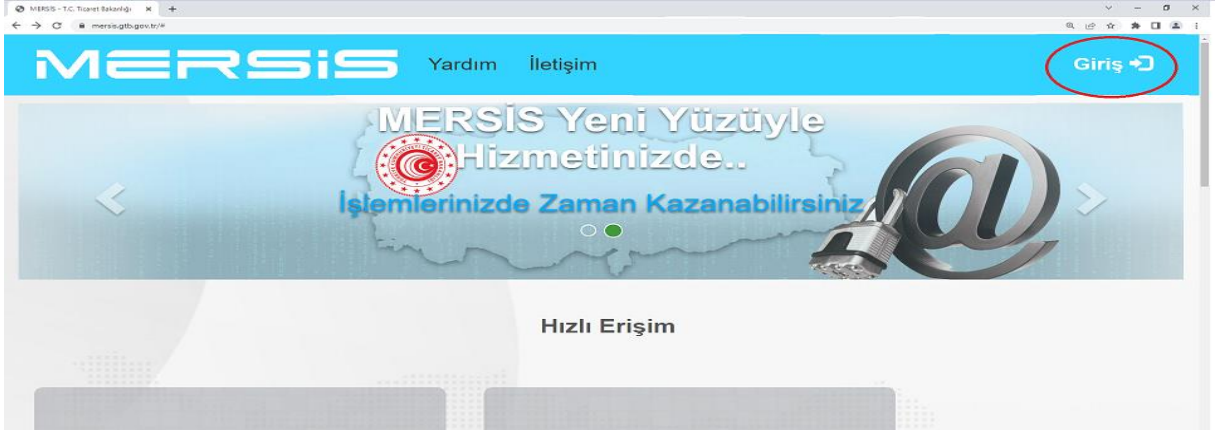 MERSİS - T.C. Ticaret Bakanlığı
mersis.gtb.gov.tr/#
MERSiS Yardım İletişim Giriş
MERSİS Yeni Yüzüyle
Hizmetinizde..
İşlemlerinizde Zaman Kazanabilirsiniz
Hızlı Erişim